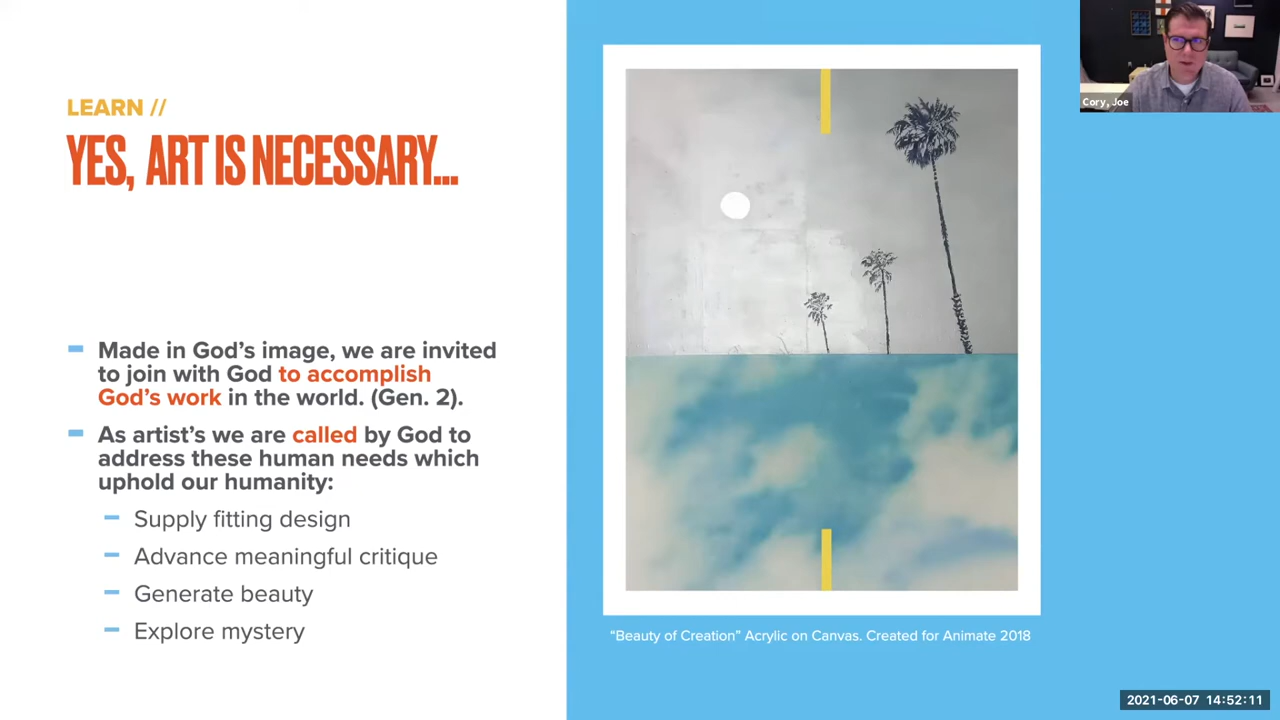 LEARN //
YES, ART IS NECESSARY...
Made in God’s image, we are invited
to join with God to accomplish
God’s work in the world. (Gen. 2).
As artist’s we are called by God to
address these human needs which
uphold our humanity:
Supply fitting design
Advance meaningful critique
Generate beauty
Explore mystery
“Beauty of Creation” Acrylic on Canvas. Created for Animate 2018
Cory, Joe
2021-06-07 14:52:11